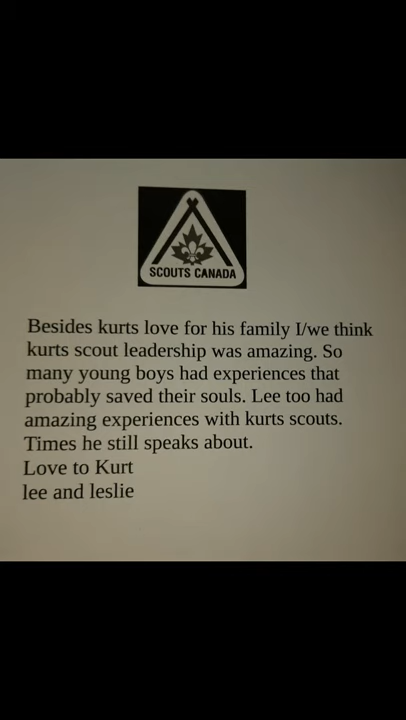 SCOUTS CANADA
Besides kurts love for his family I/we think
kurts scout leadership was amazing. So
many young boys had experiences that
probably saved their souls. Lee too had
amazing experiences with kurts scouts.
Times he still speaks about.
Love to Kurt
lee and leslie